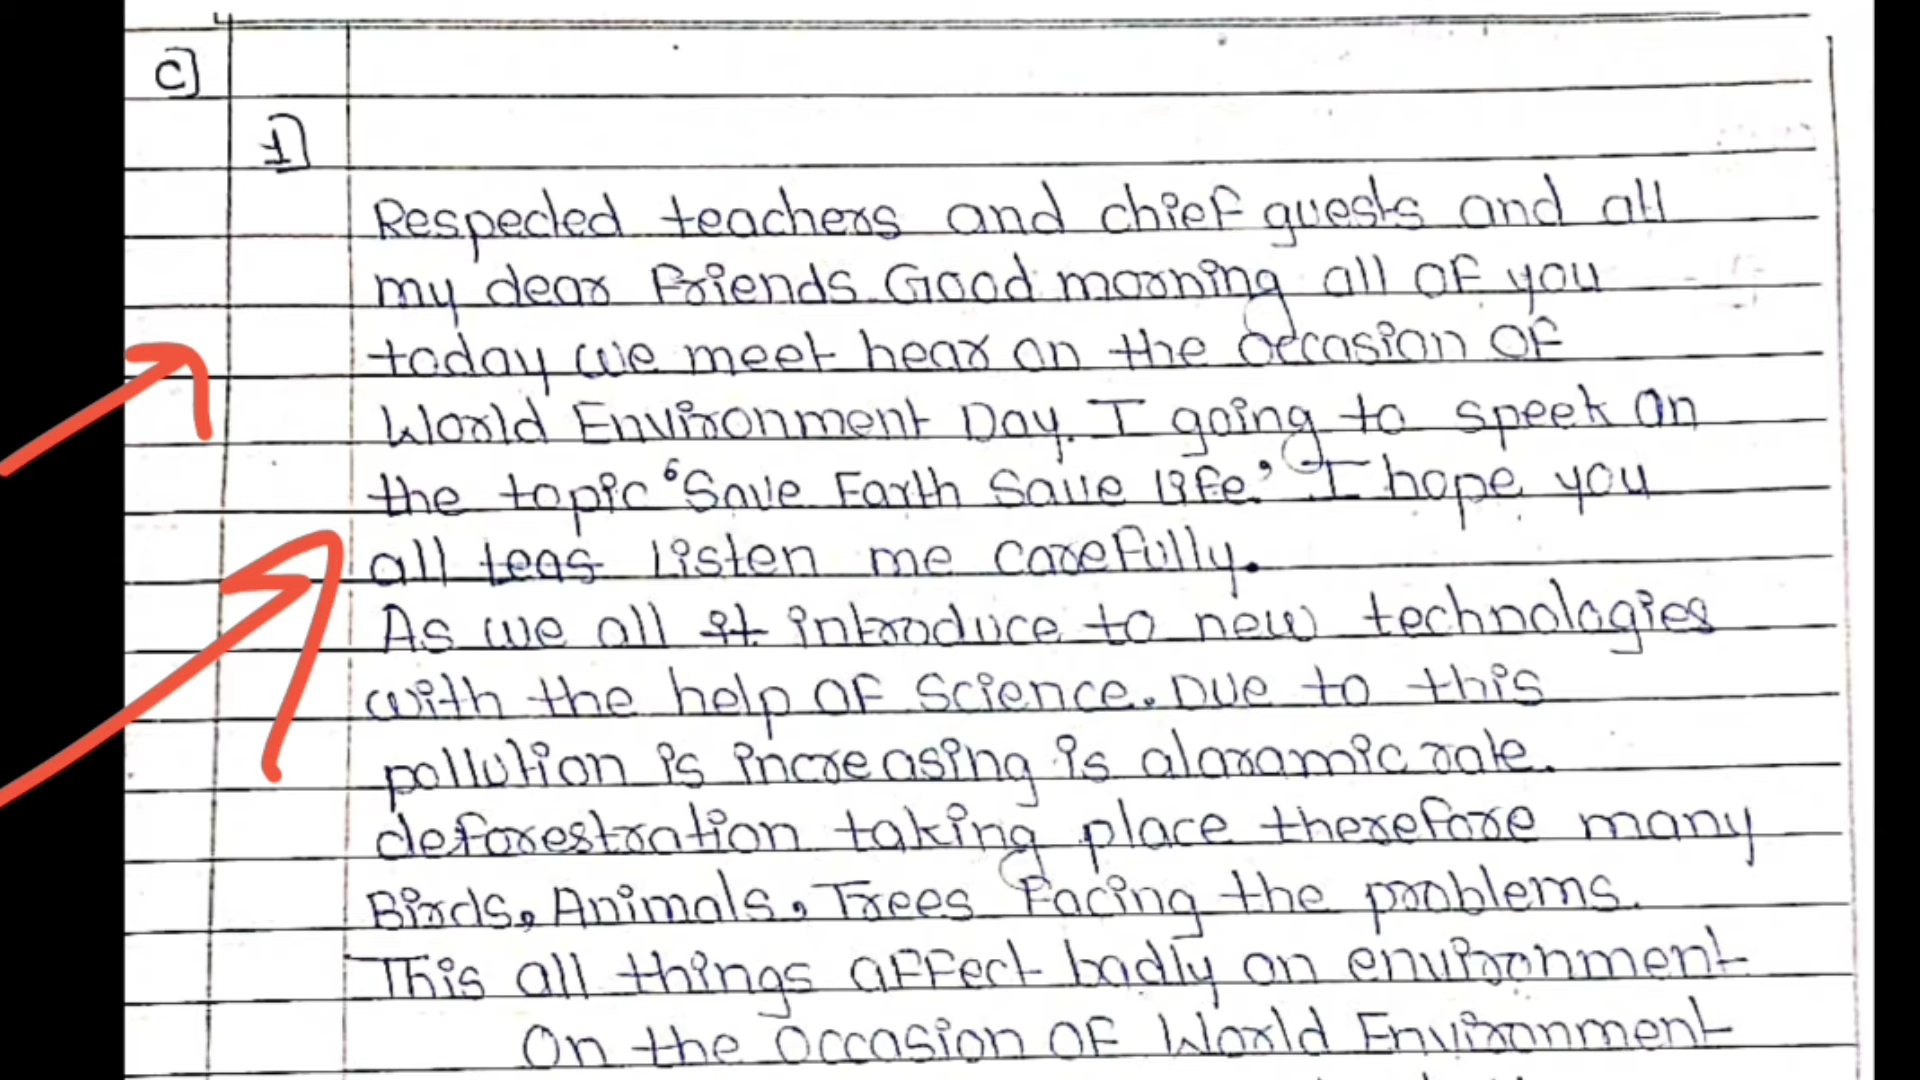 C]
1]
Respected teachers and chief guests and all
my dear Friends Good morning all of you
today we meet hear on the occasion of
World Environment Day. I going to speek on
the topic 'Save Earth Save life.' I hope you
all teas Listen me carefully.
As we all it introduce to new technologies
with the help of science. Due to this
pollution is increasing is alaramic rate.
deforestration taking place therefore many
Birds, Animals, Trees Facing the problems.
This all things affect badly on environment
On the occasion of World Environment